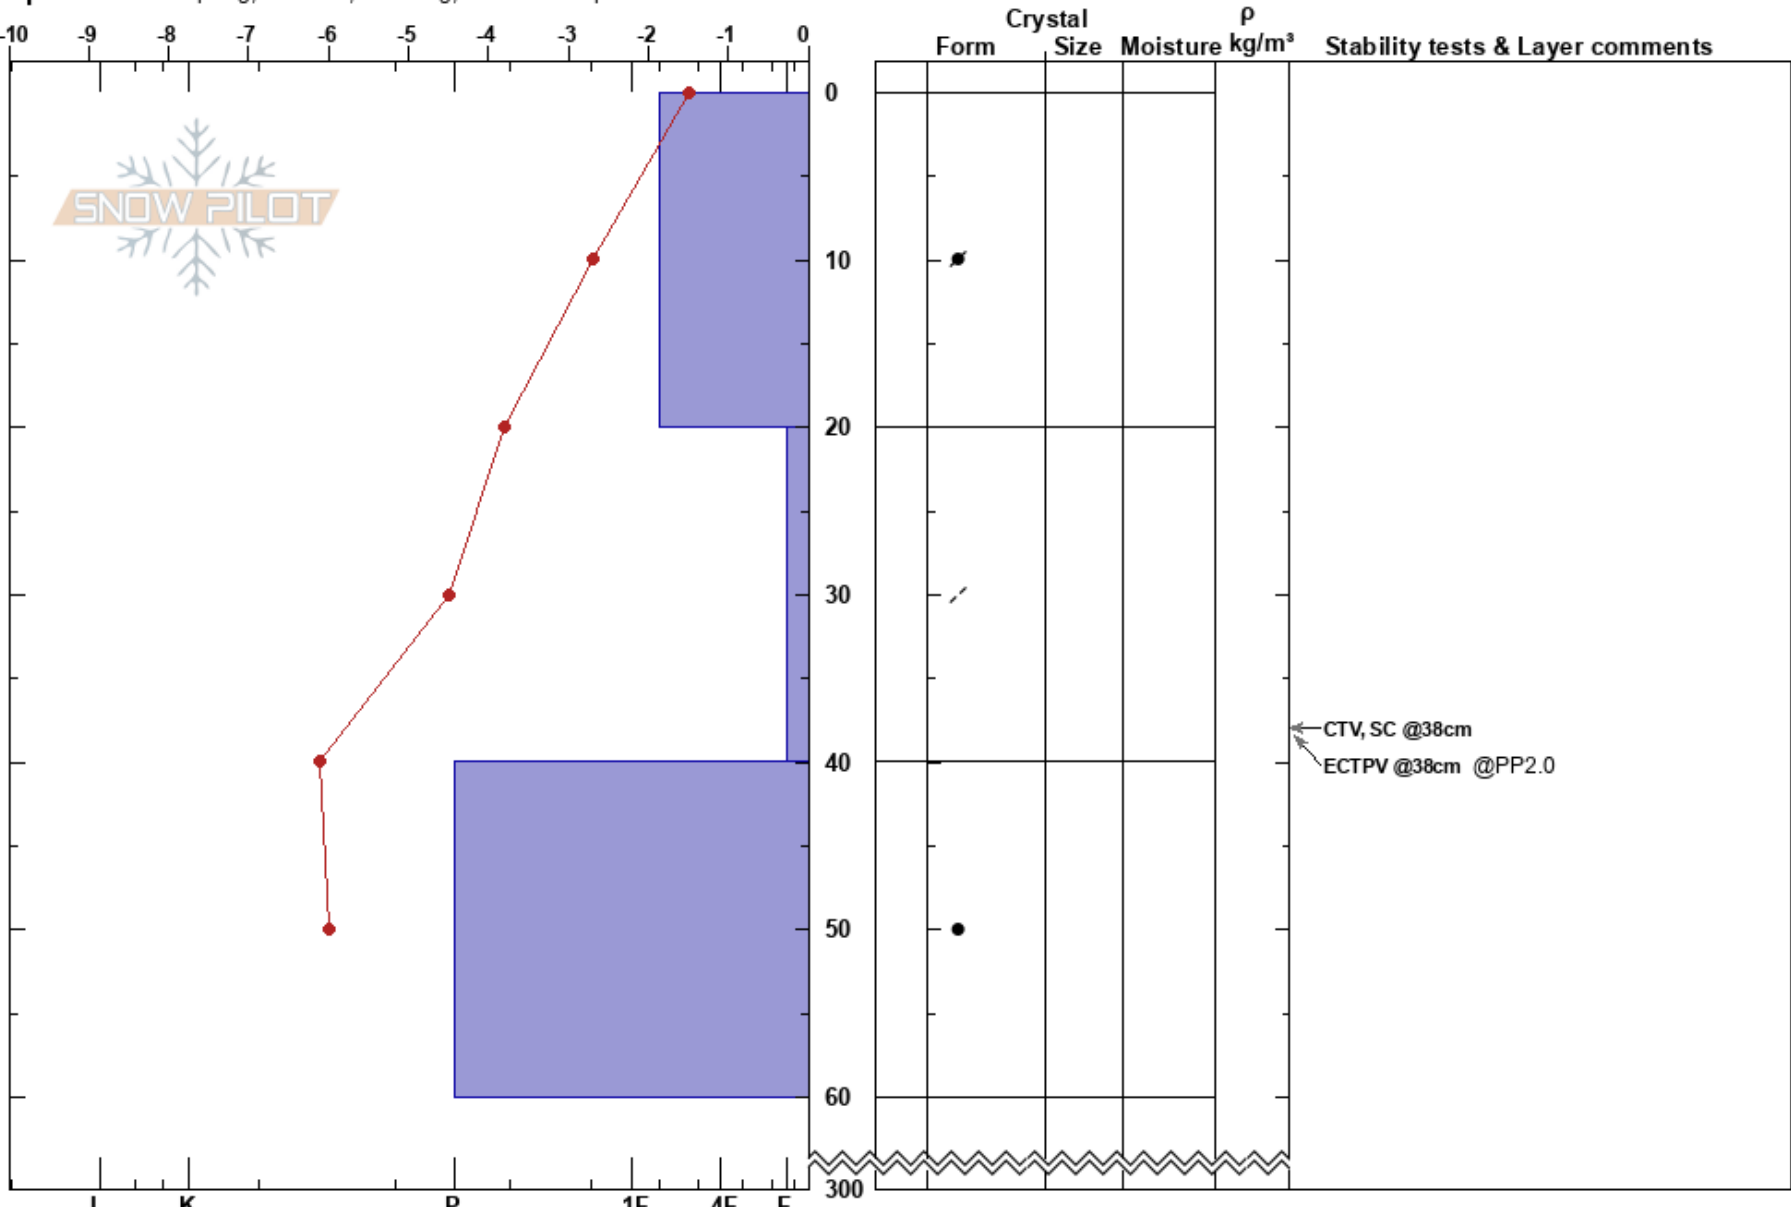 -10 -9 -8 -7 -6 -5 -4 -3 -2 -1 0
Crystal
ρ
Form Size Moisture kg/m³ Stability tests & Layer comments
0
SNOW PILOT
10
20
30
CTV, SC @38cm
40
ECTPV @38cm @PP2.0
50
60
300
I K P 1F 4F F